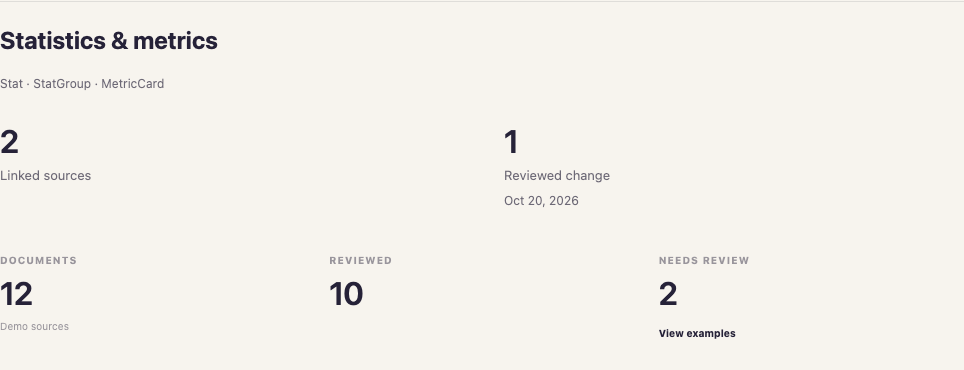 Statistics & metrics
Stat · StatGroup · MetricCard
2
Linked sources
1
Reviewed change
Oct 20, 2026
DOCUMENTS
12
Demo sources
REVIEWED
10
NEEDS REVIEW
2
View examples